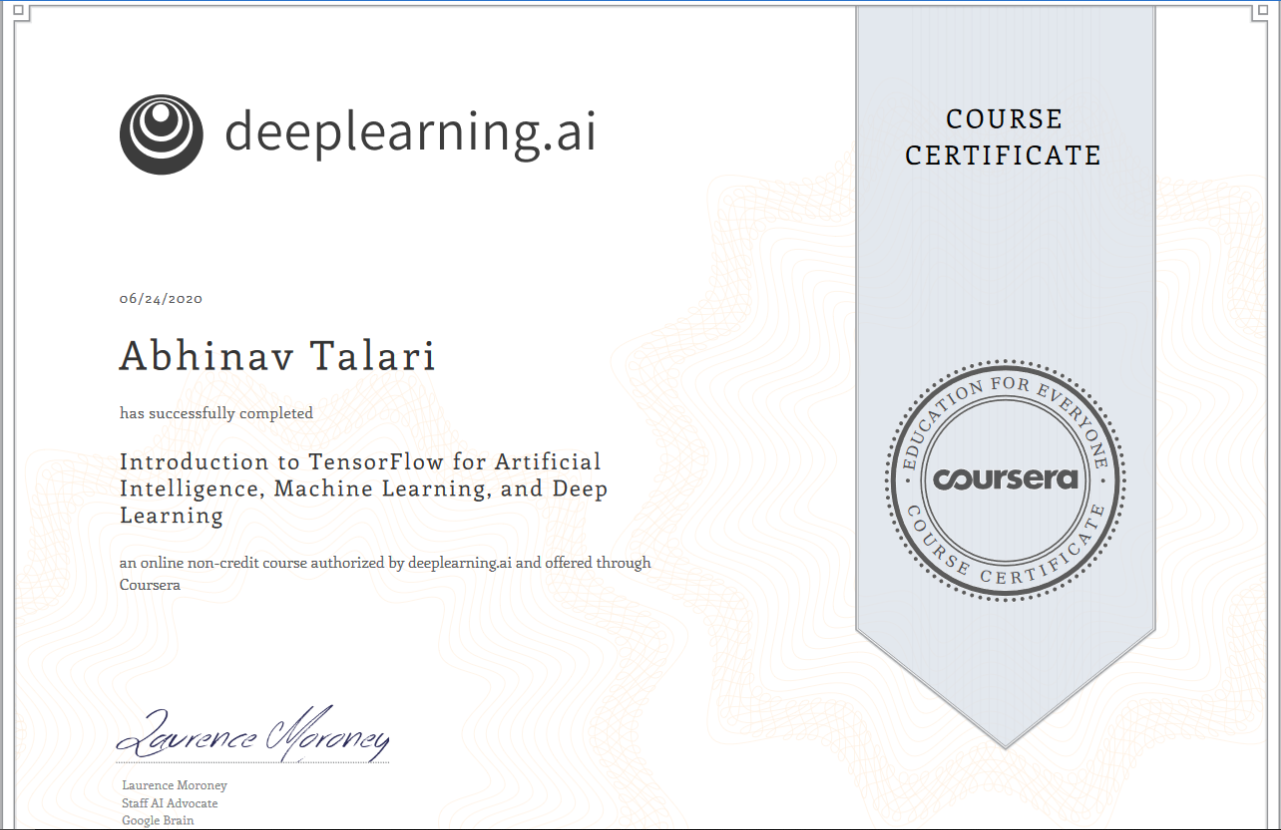 deeplearning.ai
COURSE
CERTIFICATE
06/24/2020
Abhinav Talari
has successfully completed
Introduction to TensorFlow for Artificial
Intelligence, Machine Learning, and Deep
Learning
an online non-credit course authorized by deeplearning.ai and offered through
Coursera
EDUCATION FOR EVERYONE
coursera
COURSE CERTIFICATE
Laurence Moroney
Laurence Moroney
Staff AI Advocate
Google Brain